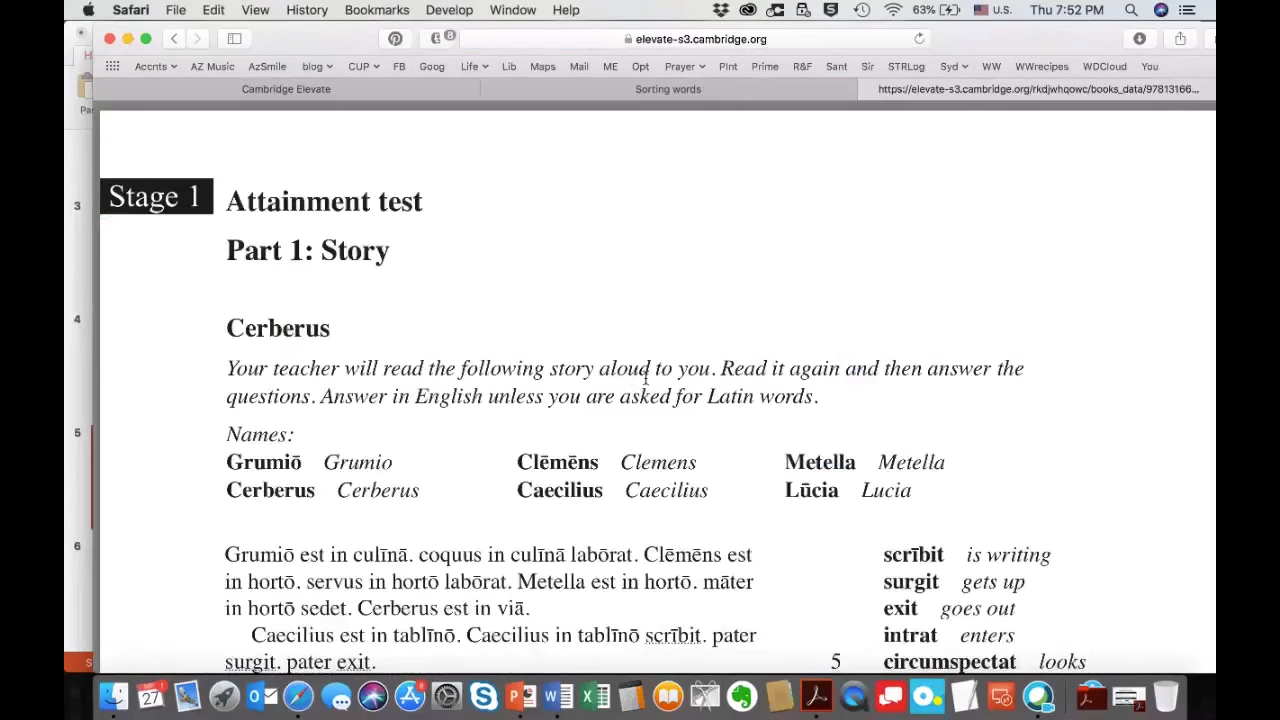 Safari File Edit View History Bookmarks Develop Window Help 63% U.S. Thu 7:52 PM
8 elevate-s3.cambridge.org
Accnts AZ Music AzSmile blog CUP FB Goog Life Lib Maps Mail ME Opt Prayer PInt Prime R&F Sant Sir STRLog Syd WW WWrecipes WDCloud You
Cambridge Elevate Sorting words https://elevate-s3.cambridge.org/rkdjwhqowc/books_data/97813166...
Stage 1 Attainment test
3
Part 1: Story
Cerberus
4
Your teacher will read the following story aloud to you. Read it again and then answer the
questions. Answer in English unless you are asked for Latin words.
5
Names:
Grumiō Grumio Clēmēns Clemens Metella Metella
Cerberus Cerberus Caecilius Caecilius Lūcia Lucia
6
Grumiō est in culīnā. coquus in culīnā labōrat. Clēmēns est scrībit is writing
in hortō. servus in hortō labōrat. Metella est in hortō. māter surgit gets up
in hortō sedet. Cerberus est in viā. exit goes out
Caecilius est in tablīnō. Caecilius in tablīnō scrībit. pater intrat enters
surgit. pater exit. 5 circumspectat looks
27